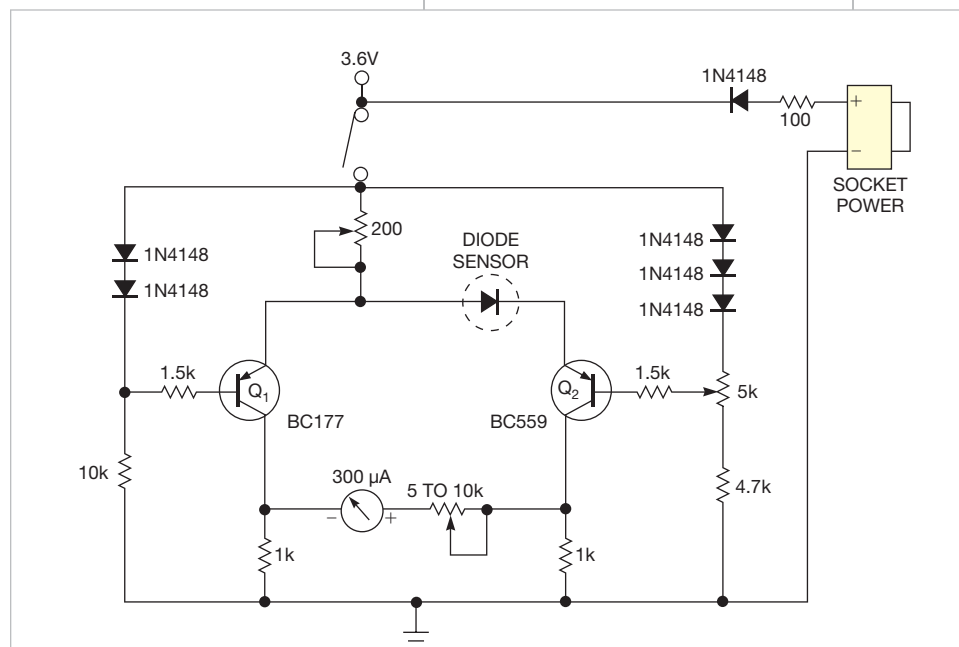 3.6V
1N4148
100
+
−
SOCKET
POWER
200
1N4148
1N4148
DIODE
SENSOR
1N4148
1N4148
1N4148
1.5k
Q1
BC177
Q2
BC559
1.5k
5k
10k
300 µA
−
+
5 TO 10k
4.7k
1k
1k